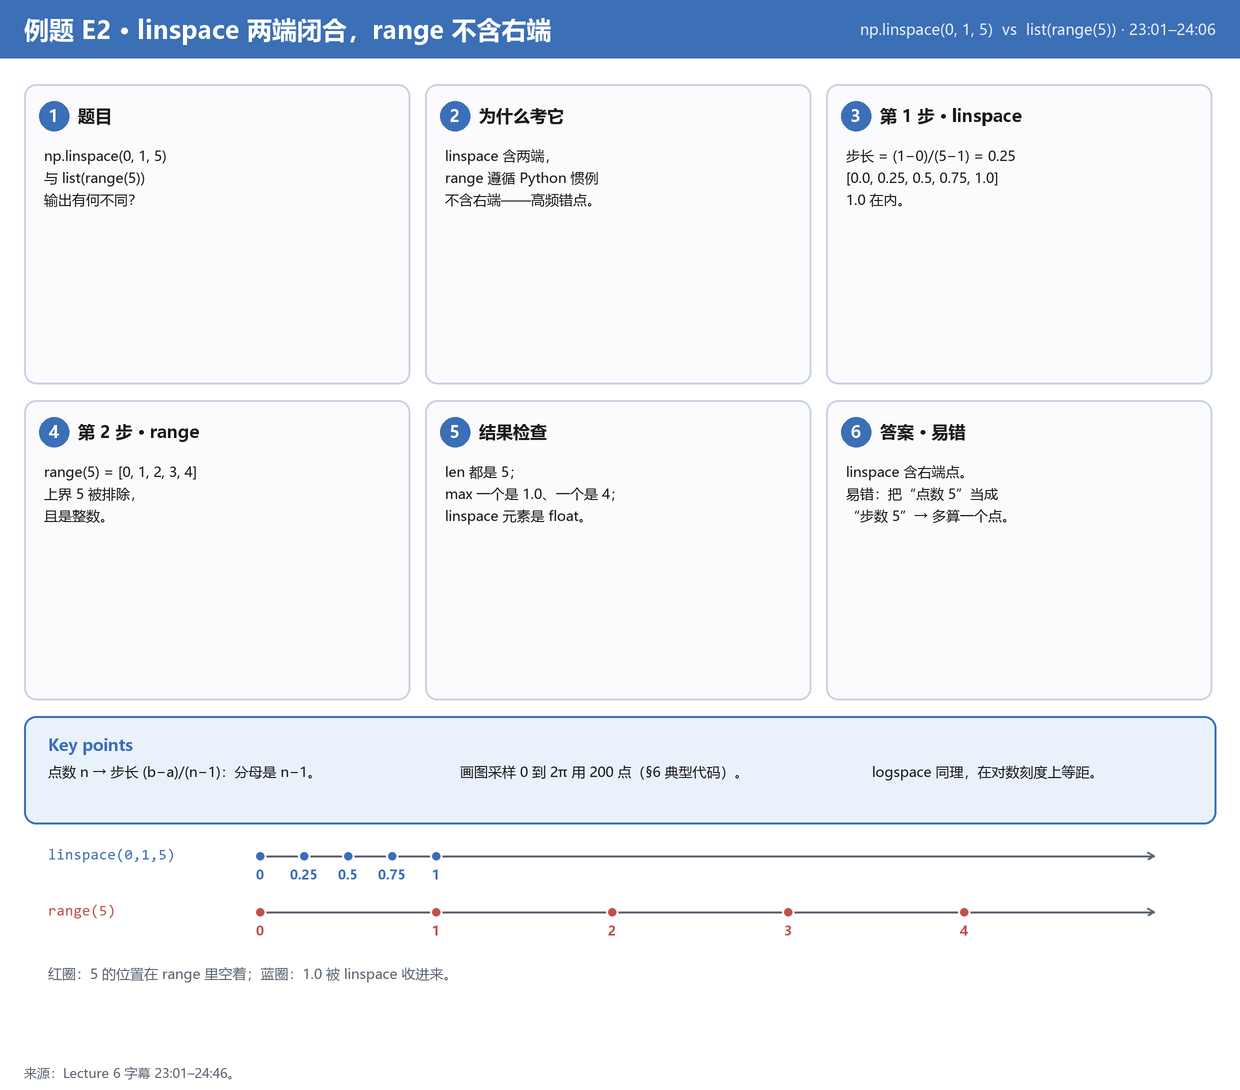 例题 E2 • linspace 两端闭合，range 不含右端
np.linspace(0, 1, 5)  vs  list(range(5)) · 23:01–24:06
1 题目
np.linspace(0, 1, 5)
与 list(range(5))
输出有何不同？
2 为什么考它
linspace 含两端，
range 遵循 Python 惯例
不含右端——高频错点。
3 第 1 步 • linspace
步长 = (1−0)/(5−1) = 0.25
[0.0, 0.25, 0.5, 0.75, 1.0]
1.0 在内。
4 第 2 步 • range
range(5) = [0, 1, 2, 3, 4]
上界 5 被排除，
且是整数。
5 结果检查
len 都是 5；
max 一个是 1.0、一个是 4；
linspace 元素是 float。
6 答案 • 易错
linspace 含右端点。
易错：把“点数 5”当成
“步数 5” → 多算一个点。
Key points
点数 n → 步长 (b−a)/(n−1)：分母是 n−1。
画图采样 0 到 2π 用 200 点（§6 典型代码）。
logspace 同理，在对数刻度上等距。
linspace(0,1,5)
0 0.25 0.5 0.75 1
range(5)
0 1 2 3 4
红圈：5 的位置在 range 里空着；蓝圈：1.0 被 linspace 收进来。
来源：Lecture 6 字幕 23:01–24:46。